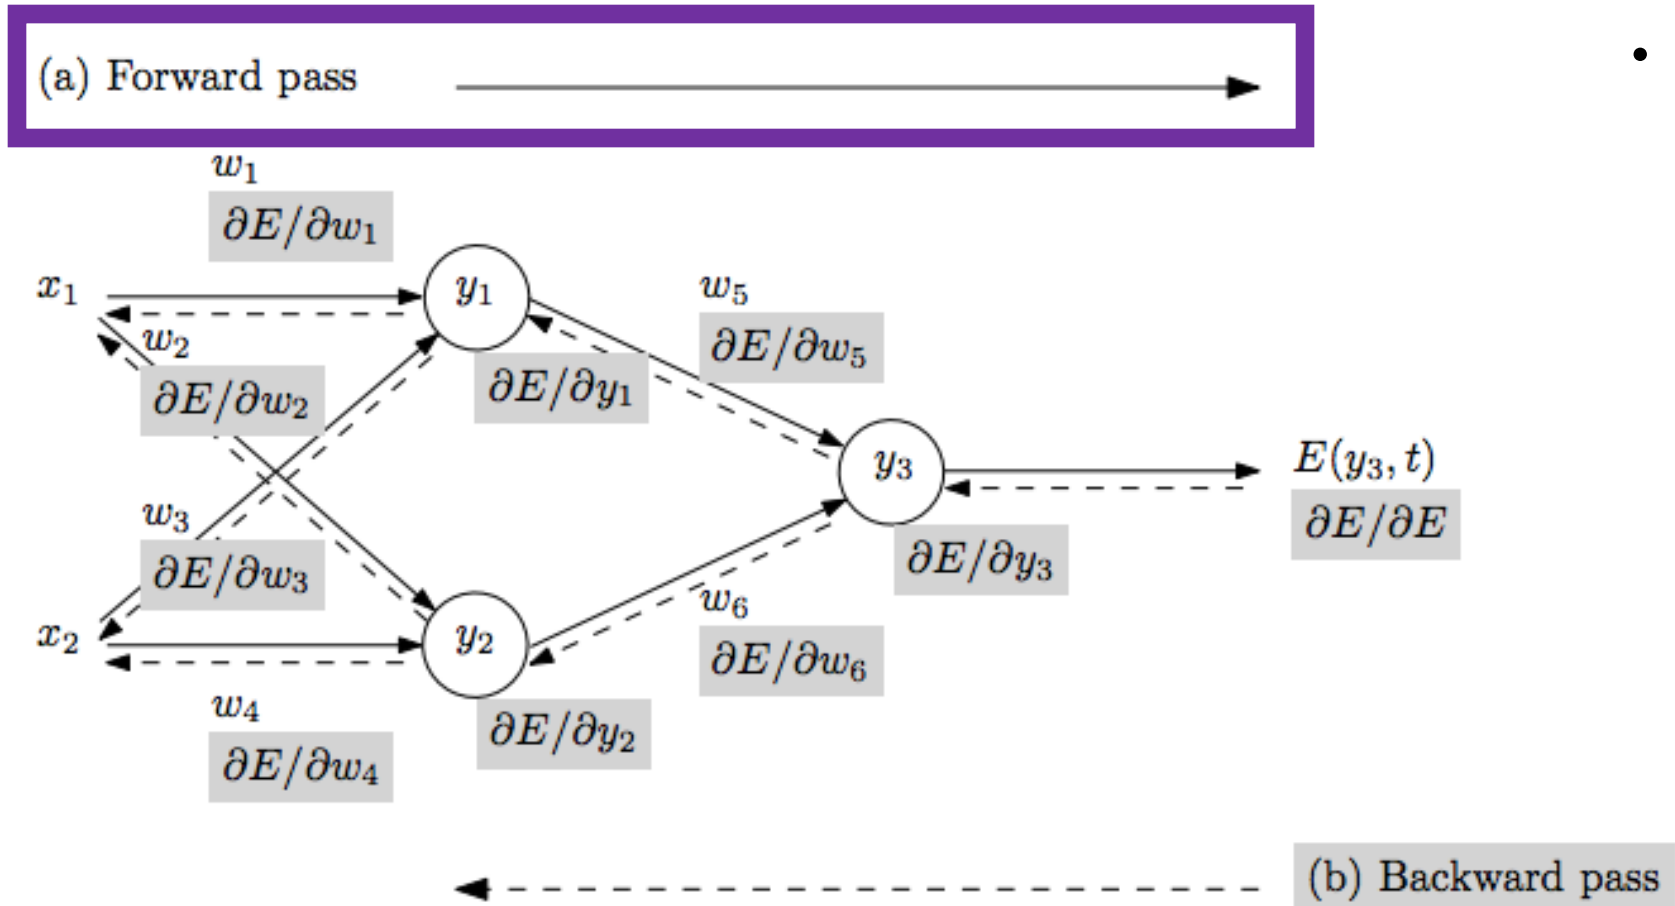 (a) Forward pass
•
w₁
∂E/∂w₁
x₁
y₁
w₅
w₂
∂E/∂w₅
∂E/∂w₂
∂E/∂y₁
E(y₃, t)
y₃
w₃
∂E/∂E
∂E/∂w₃
∂E/∂y₃
w₆
x₂
y₂
∂E/∂w₆
w₄
∂E/∂y₂
∂E/∂w₄
(b) Backward pass